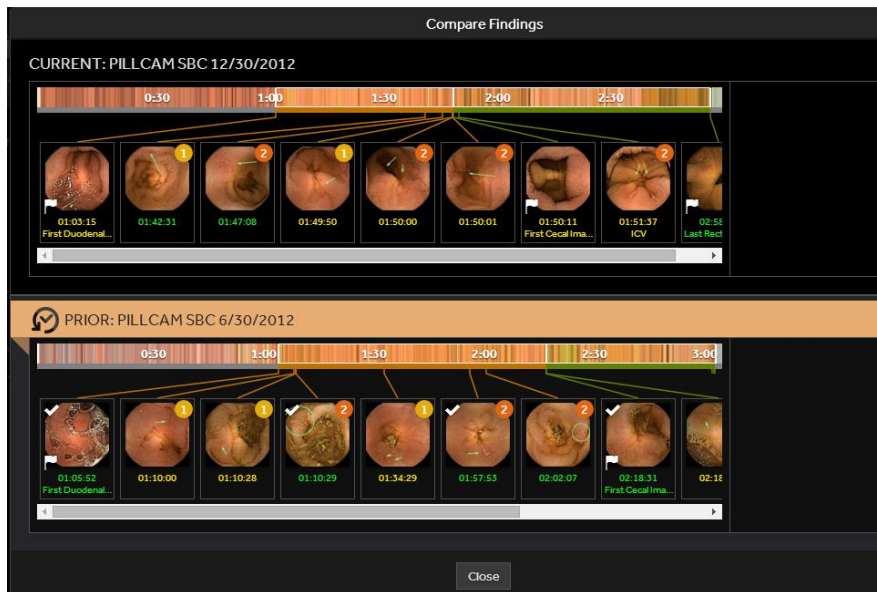 Compare Findings
CURRENT: PILLCAM SBC 12/30/2012
0:30 1:00 1:30 2:00 2:30
1 2 1 2 2 2
01:03:15 01:42:31 01:47:08 01:49:50 01:50:00 01:50:01 01:50:11 01:51:37 02:58
First Duodenal... First Cecal Ima... ICV Last Rect
PRIOR: PILLCAM SBC 6/30/2012
0:30 1:00 1:30 2:00 2:30 3:00
1 1 2 1 2 2
01:05:52 01:10:00 01:10:28 01:10:29 01:34:29 01:57:53 02:02:07 02:18:31 02:18
First Duodenal... First Cecal Ima...
Close